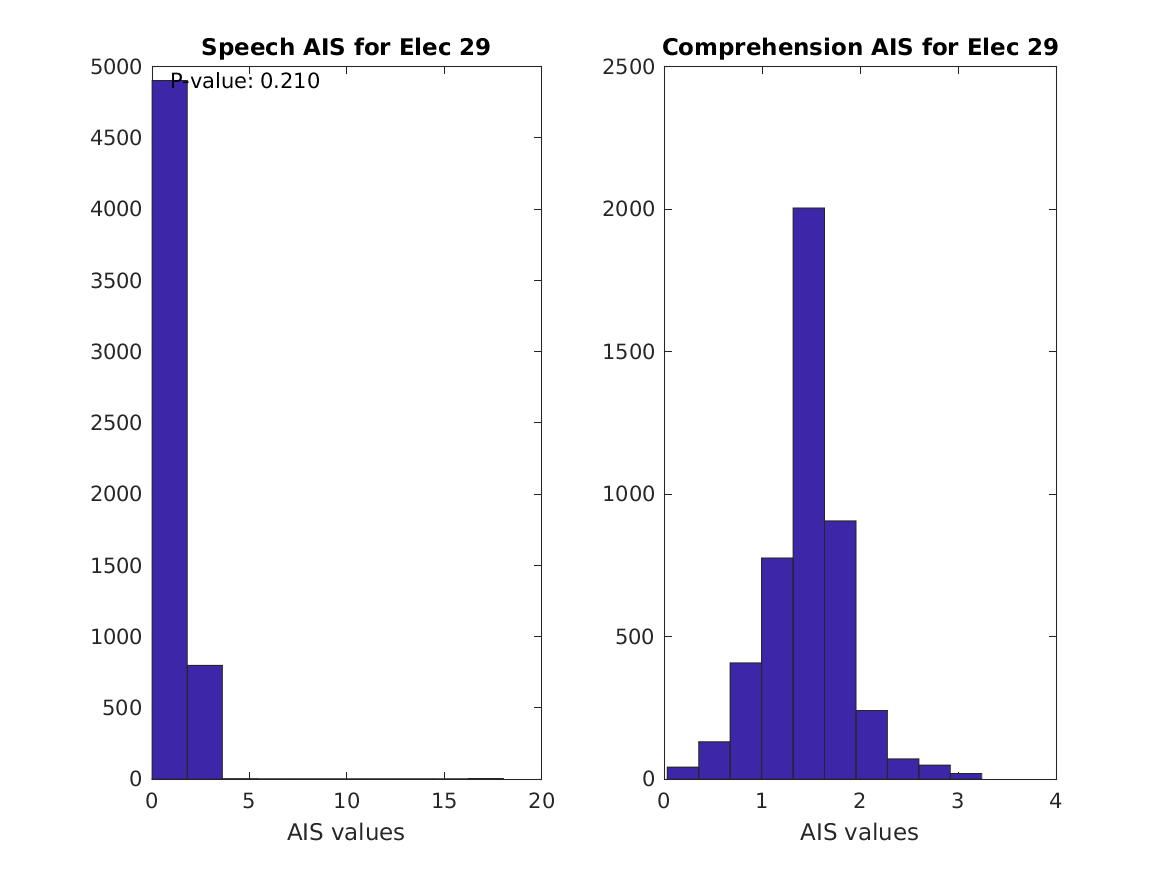 Speech AIS for Elec 29
P-value: 0.210
5000
4500
4000
3500
3000
2500
2000
1500
1000
500
0
0 5 10 15 20
AIS values
Comprehension AIS for Elec 29
2500
2000
1500
1000
500
0
0 1 2 3 4
AIS values